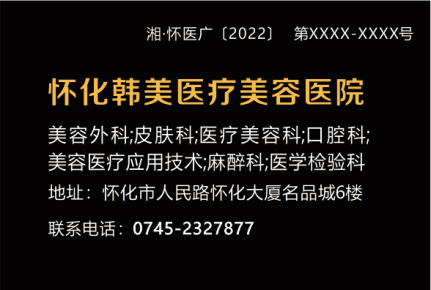 湘·怀医广〔2022〕 第XXXX-XXXX号
怀化韩美医疗美容医院
美容外科;皮肤科;医疗美容科;口腔科;
美容医疗应用技术;麻醉科;医学检验科
地址：怀化市人民路怀化大厦名品城6楼
联系电话：0745-2327877